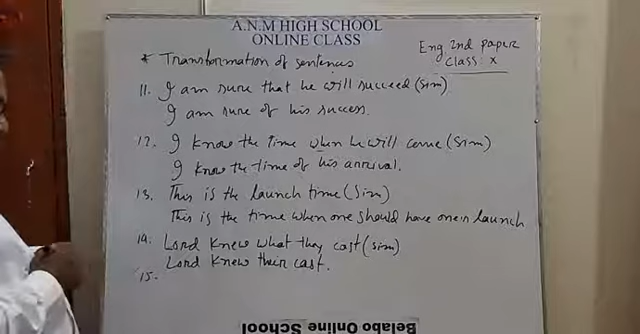 A.N.M HIGH SCHOOL
ONLINE CLASS
Eng 2nd paper
Class: X
* Transformation of sentences
11. I am sure that he will succeed (sim)
I am sure of his success.
12. I know the time when he will come (sim)
I know the time of his arrival.
13. This is the launch time (Sim)
This is the time when one should have one's launch
14. Lord knew what they cast (sim)
Lord knew their cast.
15.
Belabo Online School